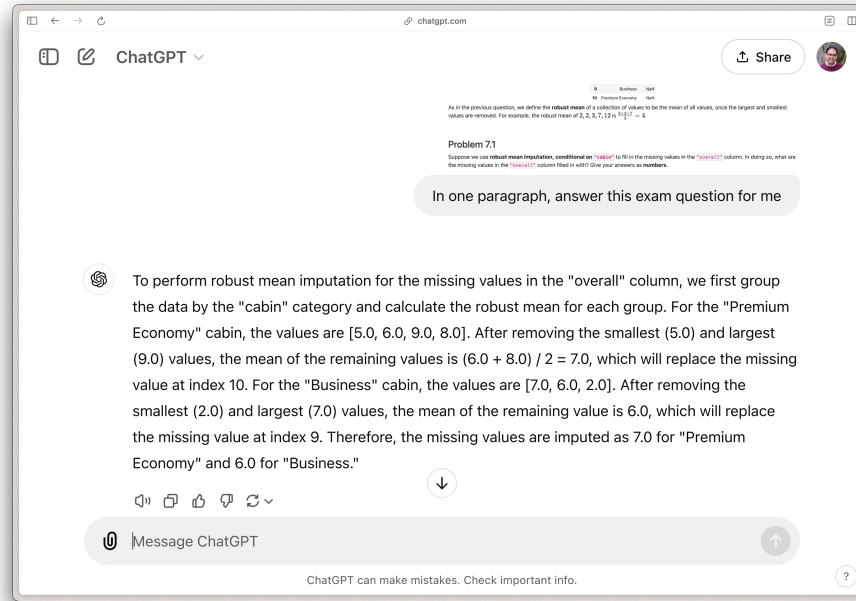 chatgpt.com
ChatGPT
Share
9 Business NaN
10 Premium Economy NaN
As in the previous question, we define the robust mean of a collection of values to be the mean of all values, once the largest and smallest
values are removed. For example, the robust mean of 2, 2, 3, 7, 12 is \frac{2+3+7}{3} = 4.
Problem 7.1
Suppose we use robust mean imputation, conditional on "cabin" to fill in the missing values in the "overall" column. In doing so, what are
the missing values in the "overall" column filled in with? Give your answers as numbers.
In one paragraph, answer this exam question for me
To perform robust mean imputation for the missing values in the "overall" column, we first group
the data by the "cabin" category and calculate the robust mean for each group. For the "Premium
Economy" cabin, the values are [5.0, 6.0, 9.0, 8.0]. After removing the smallest (5.0) and largest
(9.0) values, the mean of the remaining values is (6.0 + 8.0) / 2 = 7.0, which will replace the missing
value at index 10. For the "Business" cabin, the values are [7.0, 6.0, 2.0]. After removing the
smallest (2.0) and largest (7.0) values, the mean of the remaining value is 6.0, which will replace
the missing value at index 9. Therefore, the missing values are imputed as 7.0 for "Premium
Economy" and 6.0 for "Business."
Message ChatGPT
ChatGPT can make mistakes. Check important info.
?